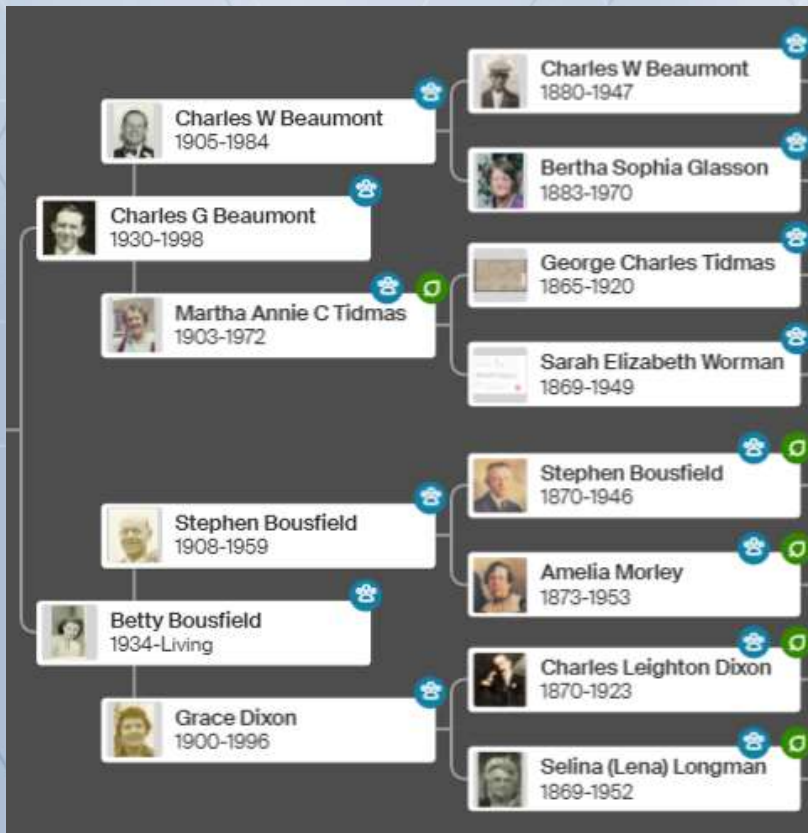 Charles W Beaumont
1880-1947
Charles W Beaumont
1905-1984
Bertha Sophia Glasson
1883-1970
Charles G Beaumont
1930-1998
George Charles Tidmas
1865-1920
Martha Annie C Tidmas
1903-1972
Sarah Elizabeth Worman
1869-1949
Stephen Bousfield
1870-1946
Stephen Bousfield
1908-1959
Amelia Morley
1873-1953
Betty Bousfield
1934-Living
Charles Leighton Dixon
1870-1923
Grace Dixon
1900-1996
Selina (Lena) Longman
1869-1952